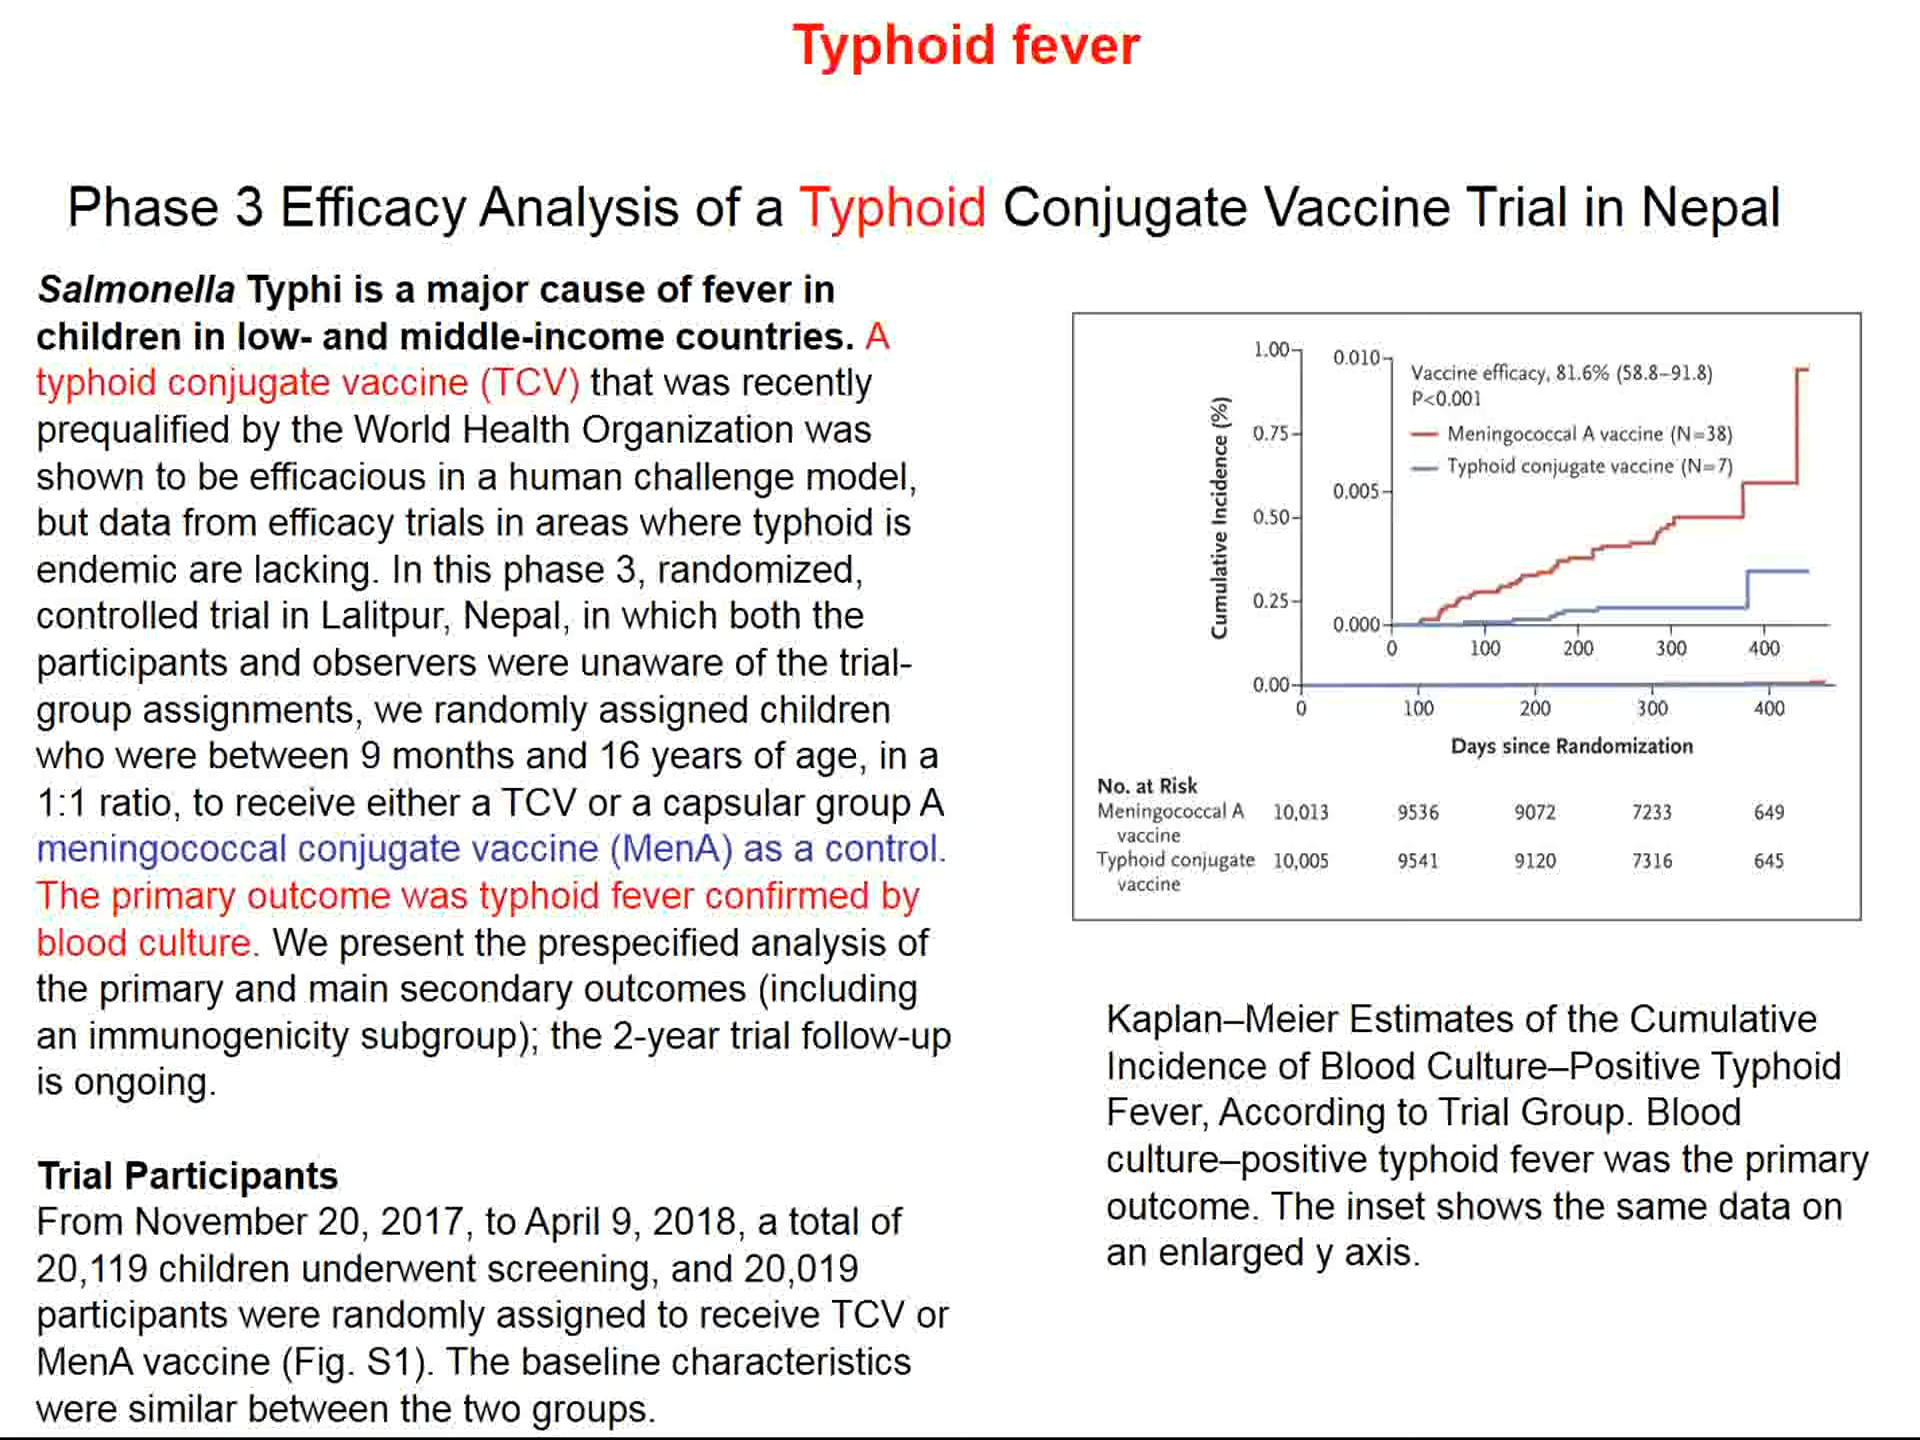 Typhoid fever
Phase 3 Efficacy Analysis of a Typhoid Conjugate Vaccine Trial in Nepal
Salmonella Typhi is a major cause of fever in
children in low- and middle-income countries. A
typhoid conjugate vaccine (TCV) that was recently
prequalified by the World Health Organization was
shown to be efficacious in a human challenge model,
but data from efficacy trials in areas where typhoid is
endemic are lacking. In this phase 3, randomized,
controlled trial in Lalitpur, Nepal, in which both the
participants and observers were unaware of the trial-
group assignments, we randomly assigned children
who were between 9 months and 16 years of age, in a
1:1 ratio, to receive either a TCV or a capsular group A
meningococcal conjugate vaccine (MenA) as a control.
The primary outcome was typhoid fever confirmed by
blood culture. We present the prespecified analysis of
the primary and main secondary outcomes (including
an immunogenicity subgroup); the 2-year trial follow-up
is ongoing.
Trial Participants
From November 20, 2017, to April 9, 2018, a total of
20,119 children underwent screening, and 20,019
participants were randomly assigned to receive TCV or
MenA vaccine (Fig. S1). The baseline characteristics
were similar between the two groups.
Cumulative Incidence (%)
1.00
0.75
0.50
0.25
0.00
0.010
0.005
0.000
Vaccine efficacy, 81.6% (58.8–91.8)
P<0.001
Meningococcal A vaccine (N=38)
Typhoid conjugate vaccine (N=7)
0 100 200 300 400
0 100 200 300 400
Days since Randomization
No. at Risk
Meningococcal A 10,013 9536 9072 7233 649
vaccine
Typhoid conjugate 10,005 9541 9120 7316 645
vaccine
Kaplan–Meier Estimates of the Cumulative
Incidence of Blood Culture–Positive Typhoid
Fever, According to Trial Group. Blood
culture–positive typhoid fever was the primary
outcome. The inset shows the same data on
an enlarged y axis.